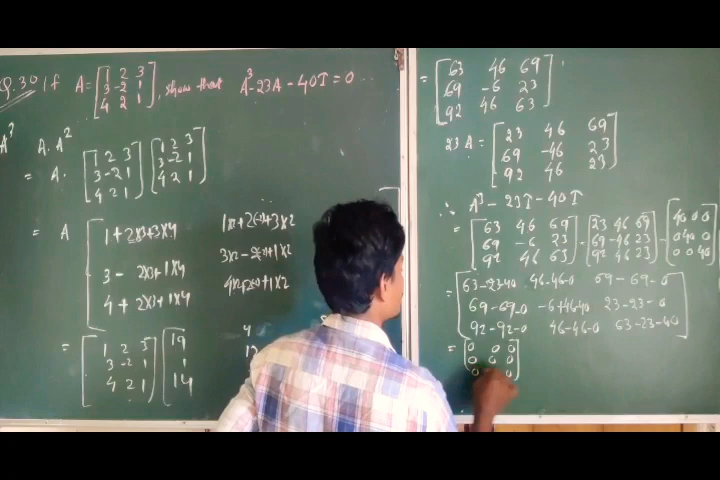 Q.30 If A = [1 2 3 3 -2 1 4 2 1], show that A³ - 23A - 40I = 0
A² A. A²
= A. [1 2 3 3 -2 1 4 2 1] [1 2 3 3 -2 1 4 2 1]
= A [1 + 2×3+3×4
3 - 2×3+1×4
4 + 2×3+1×4
= [1 2 3 3 -2 1 4 2 1] [19 1 14
= [63 46 69 69 -6 23 92 46 63]
23A = [23 46 69 69 -46 23 92 46 23]
∴ A³ - 23I - 40I
= [63 46 69 69 -6 23 92 46 63] - [23 46 69 69 -46 23 92 46 23] - [40 0 0 0 40 0 0 0 40]
= [63-23-40 46-46-0 69-69-0
69-69-0 -6+46-40 23-23-0
92-92-0 46-46-0 63-23-40]
= [0 0 0
0 0 0
0 0]